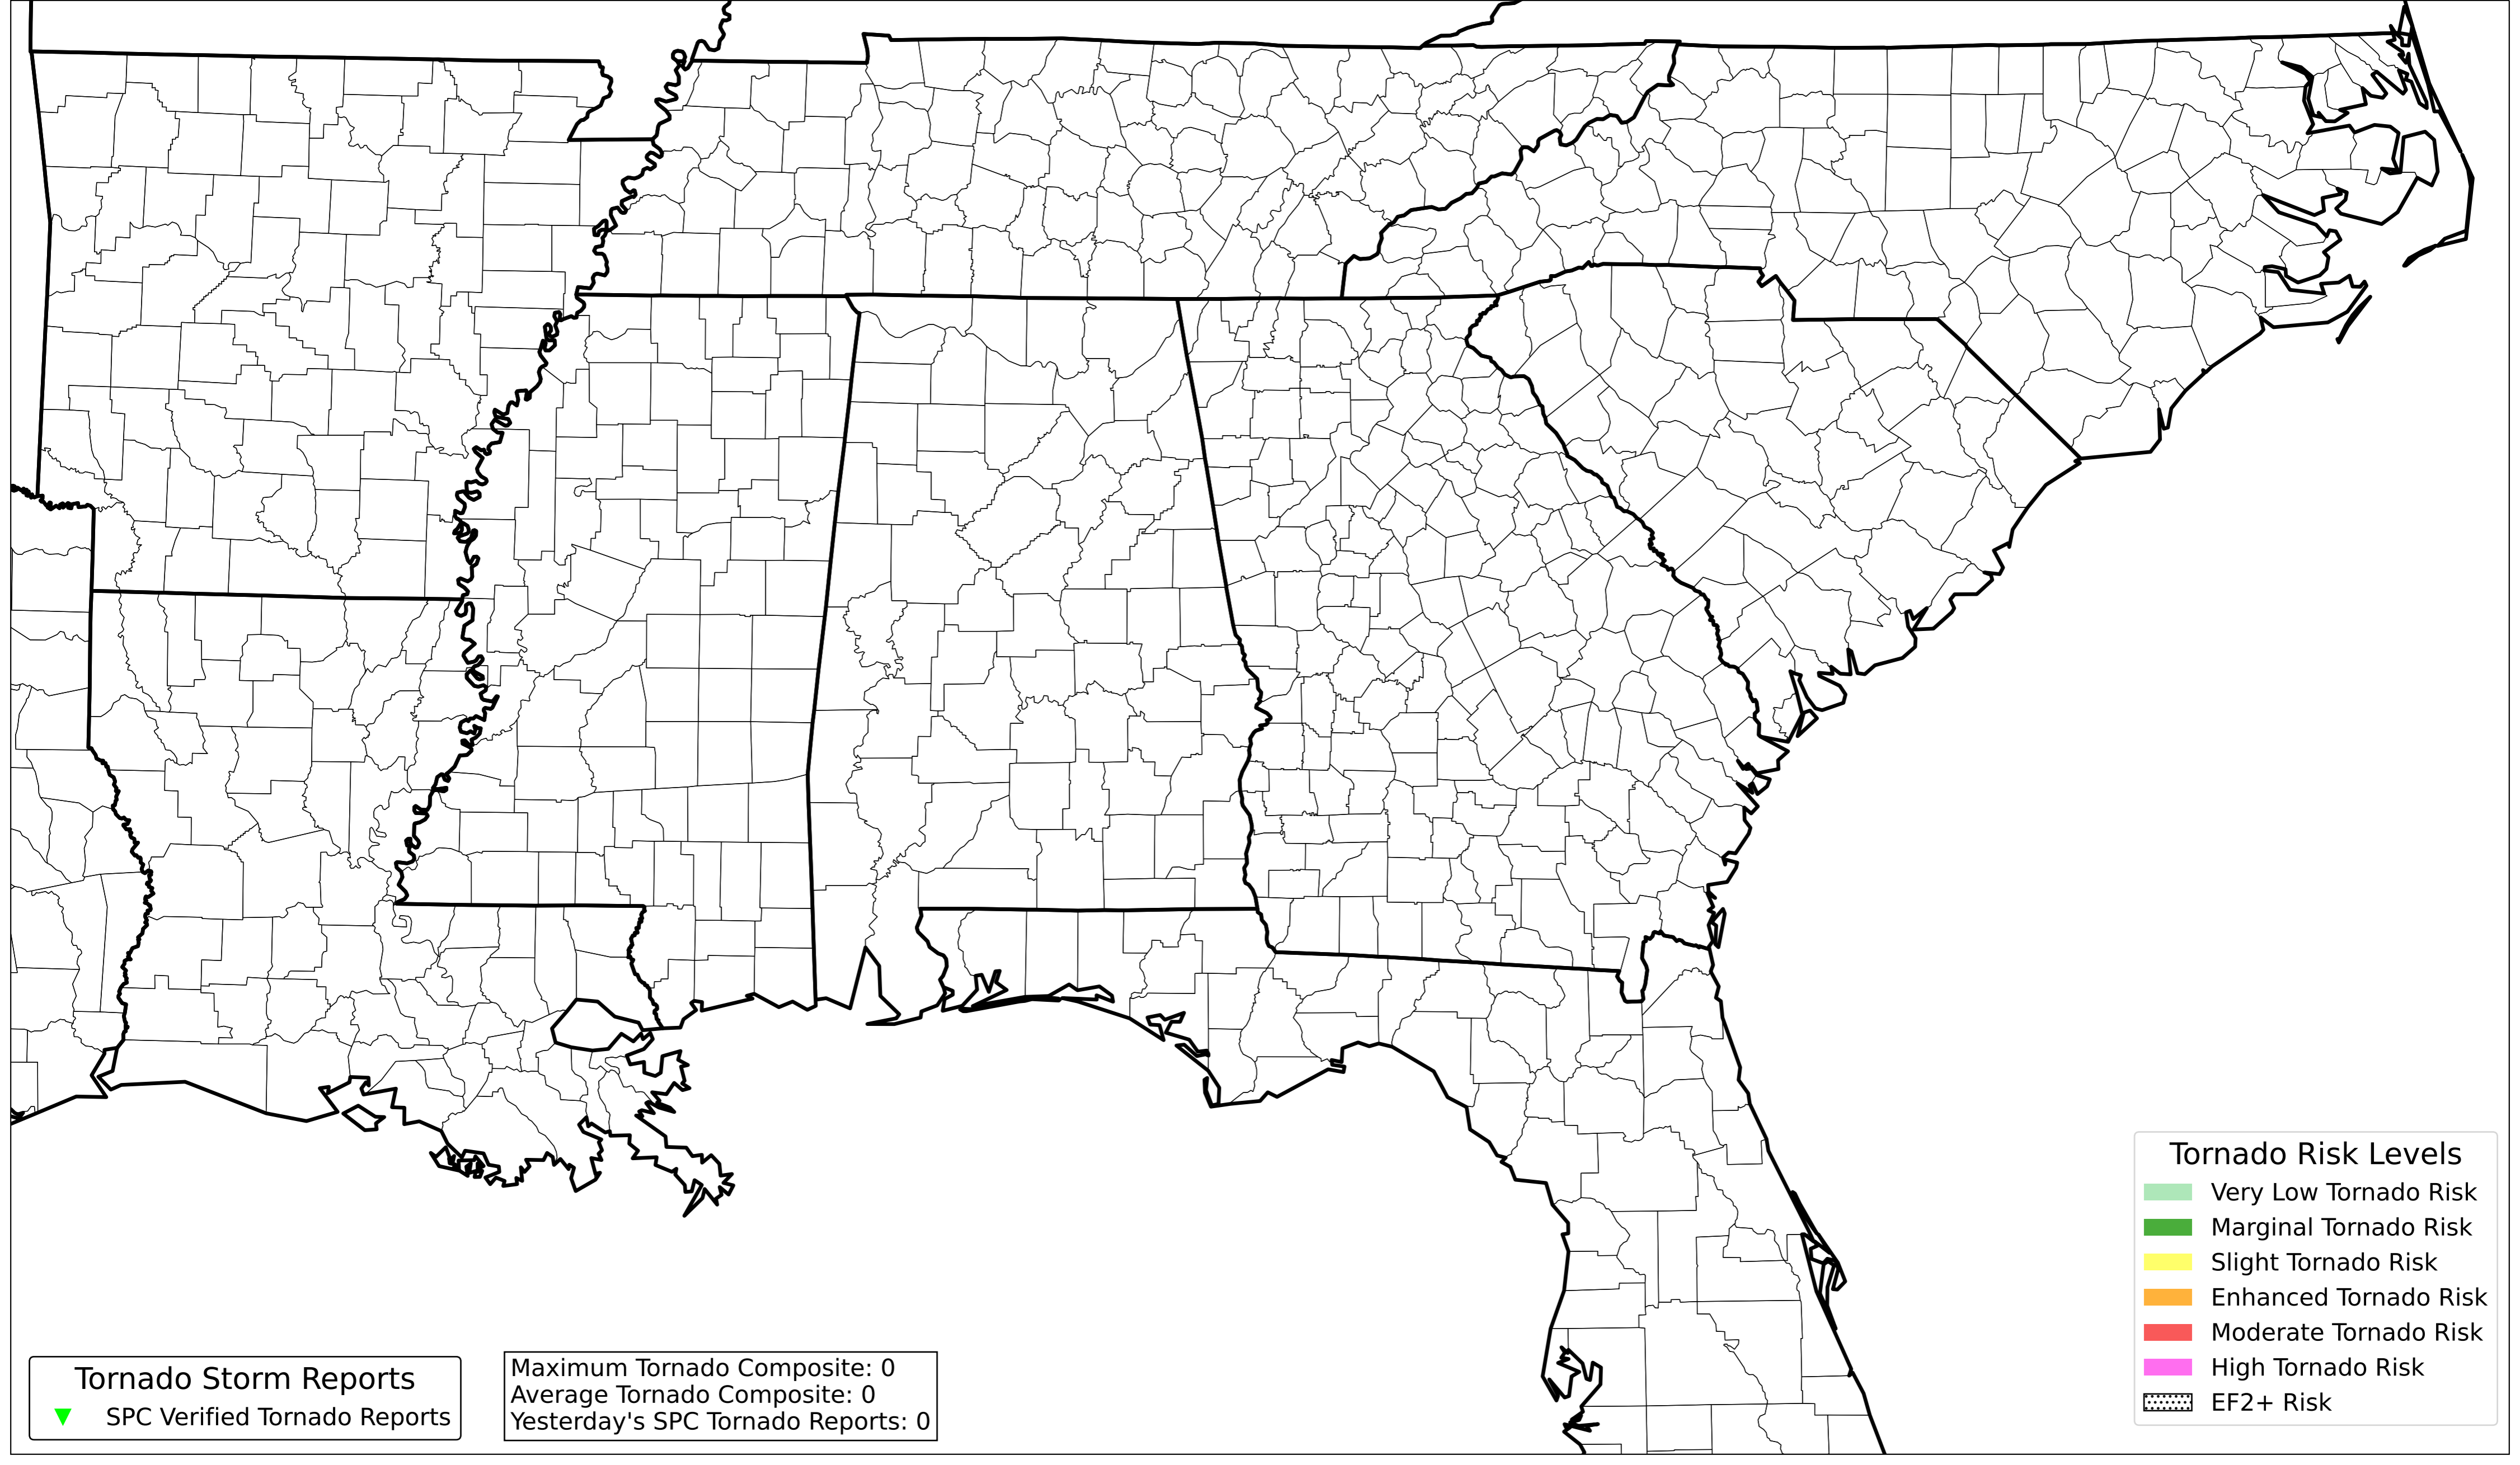 Tornado Risk Levels
Very Low Tornado Risk
Marginal Tornado Risk
Slight Tornado Risk
Enhanced Tornado Risk
Moderate Tornado Risk
High Tornado Risk
EF2+ Risk
Tornado Storm Reports
SPC Verified Tornado Reports
Maximum Tornado Composite: 0
Average Tornado Composite: 0
Yesterday's SPC Tornado Reports: 0